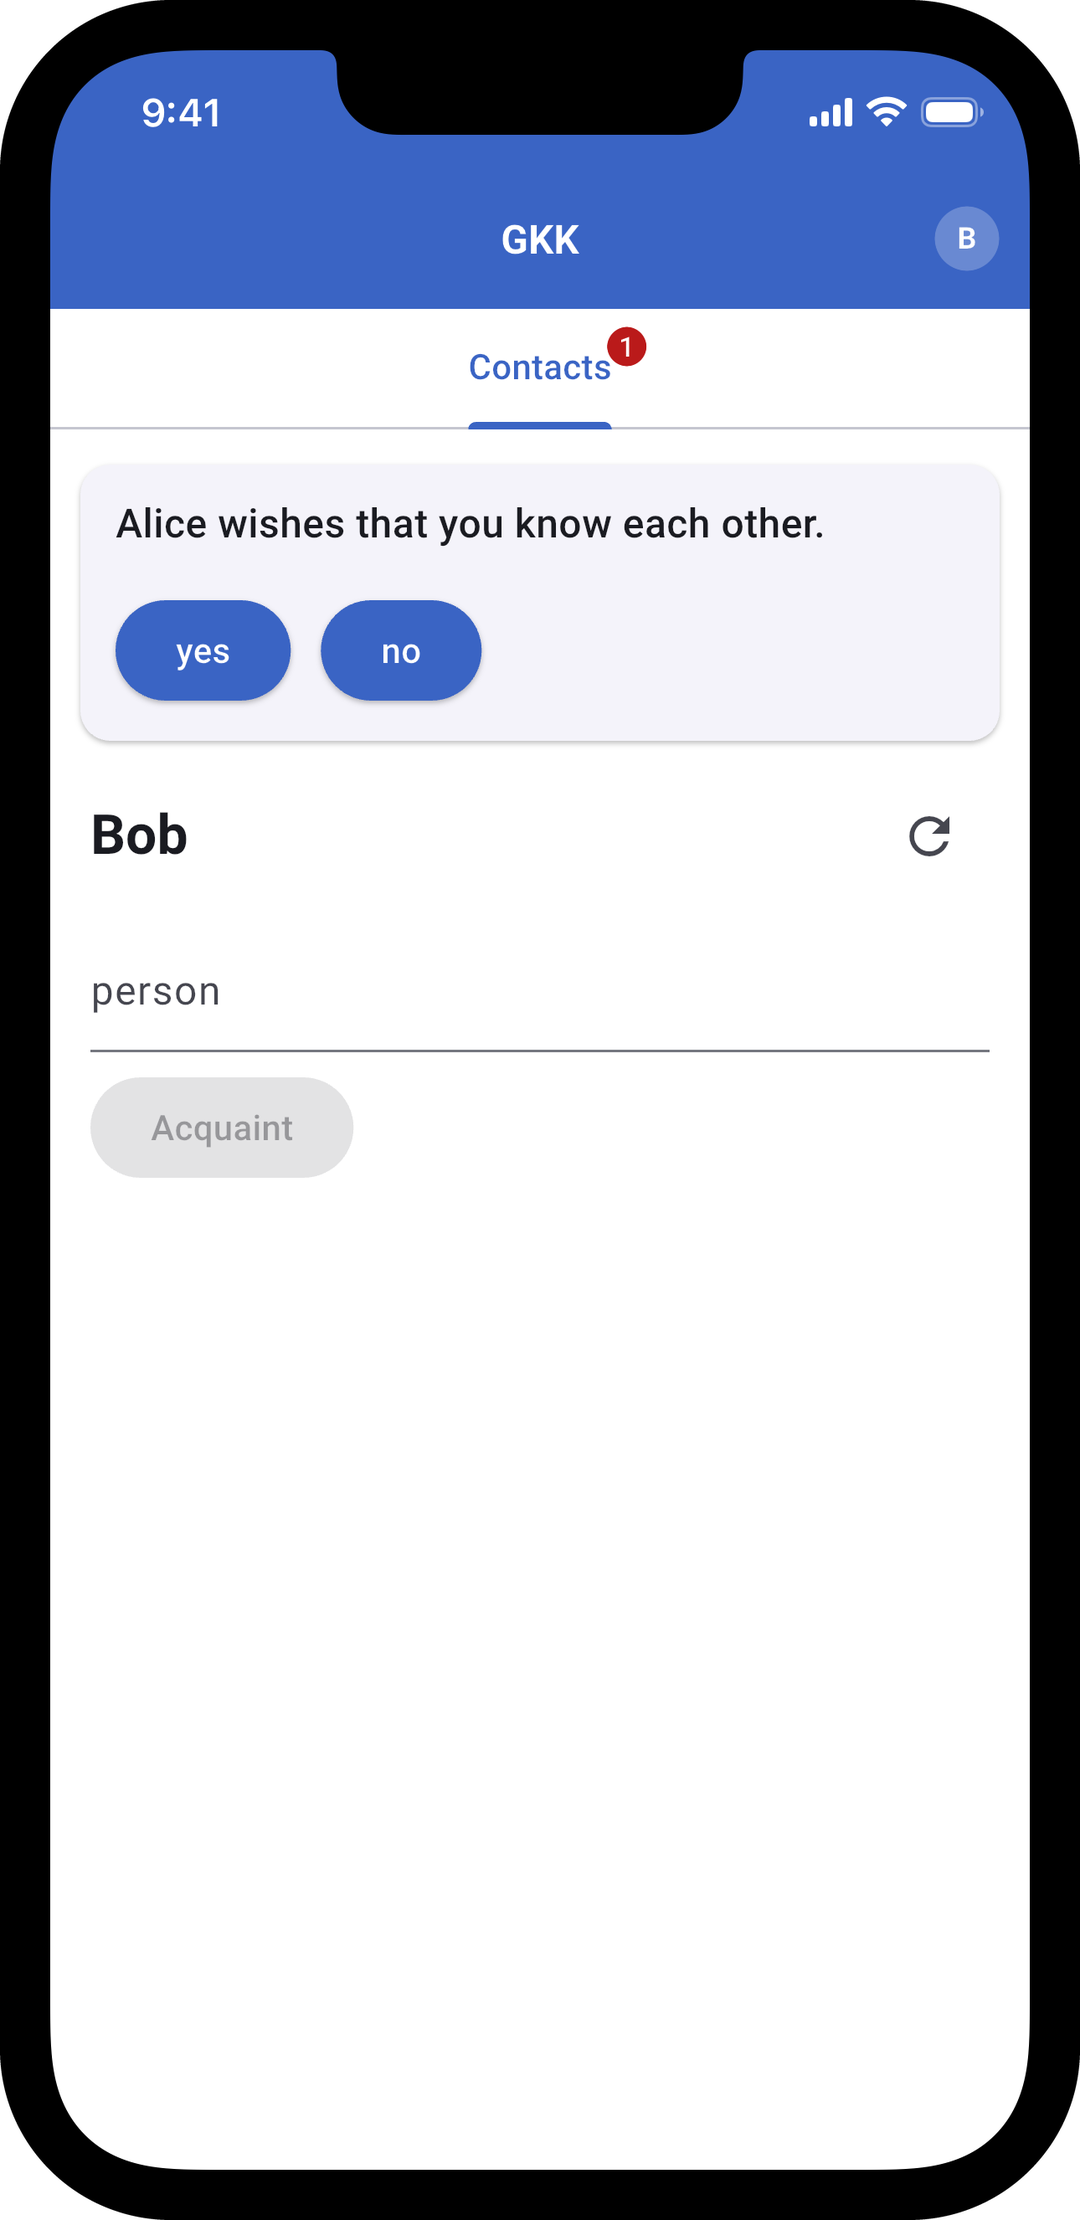 9:41
GKK
B
Contacts
1
Alice wishes that you know each other.
yes no
Bob
person
Acquaint